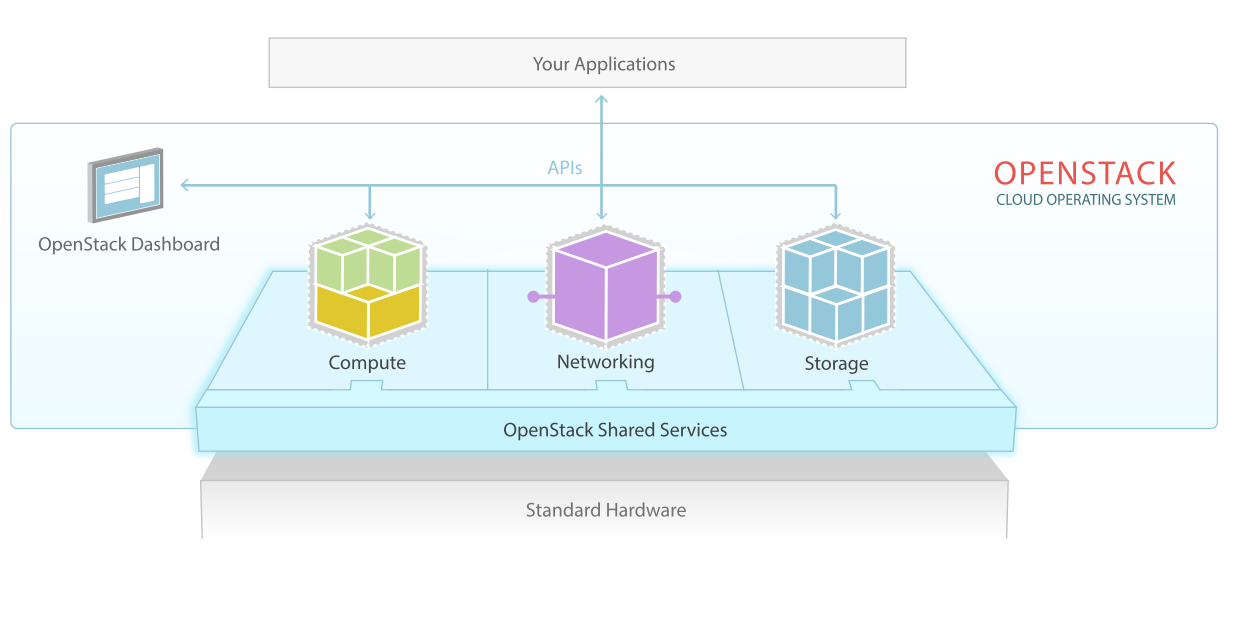 Your Applications
APIs
OPENSTACK
CLOUD OPERATING SYSTEM
OpenStack Dashboard
Compute
Networking
Storage
OpenStack Shared Services
Standard Hardware